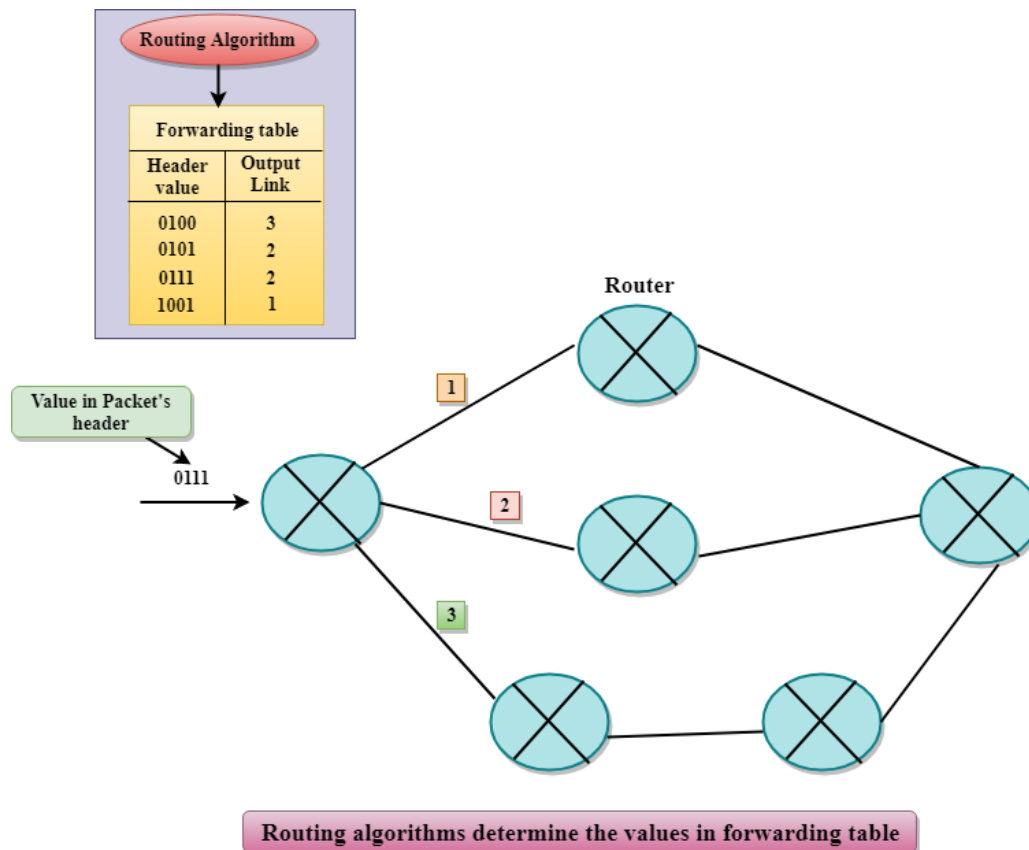 Routing Algorithm
Forwarding table
Header value
Output Link
0100 3
0101 2
0111 2
1001 1
Router
1
Value in Packet's
header
0111
2
3
Routing algorithms determine the values in forwarding table